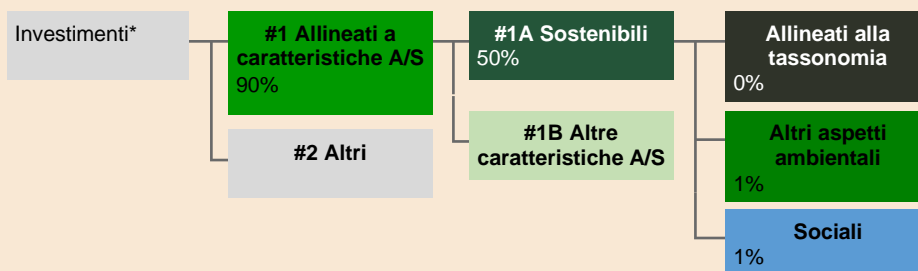 Investimenti*
#1 Allineati a
caratteristiche A/S
90%
#2 Altri
#1A Sostenibili
50%
#1B Altre
caratteristiche A/S
Allineati alla
tassonomia
0%
Altri aspetti
ambientali
1%
Sociali
1%